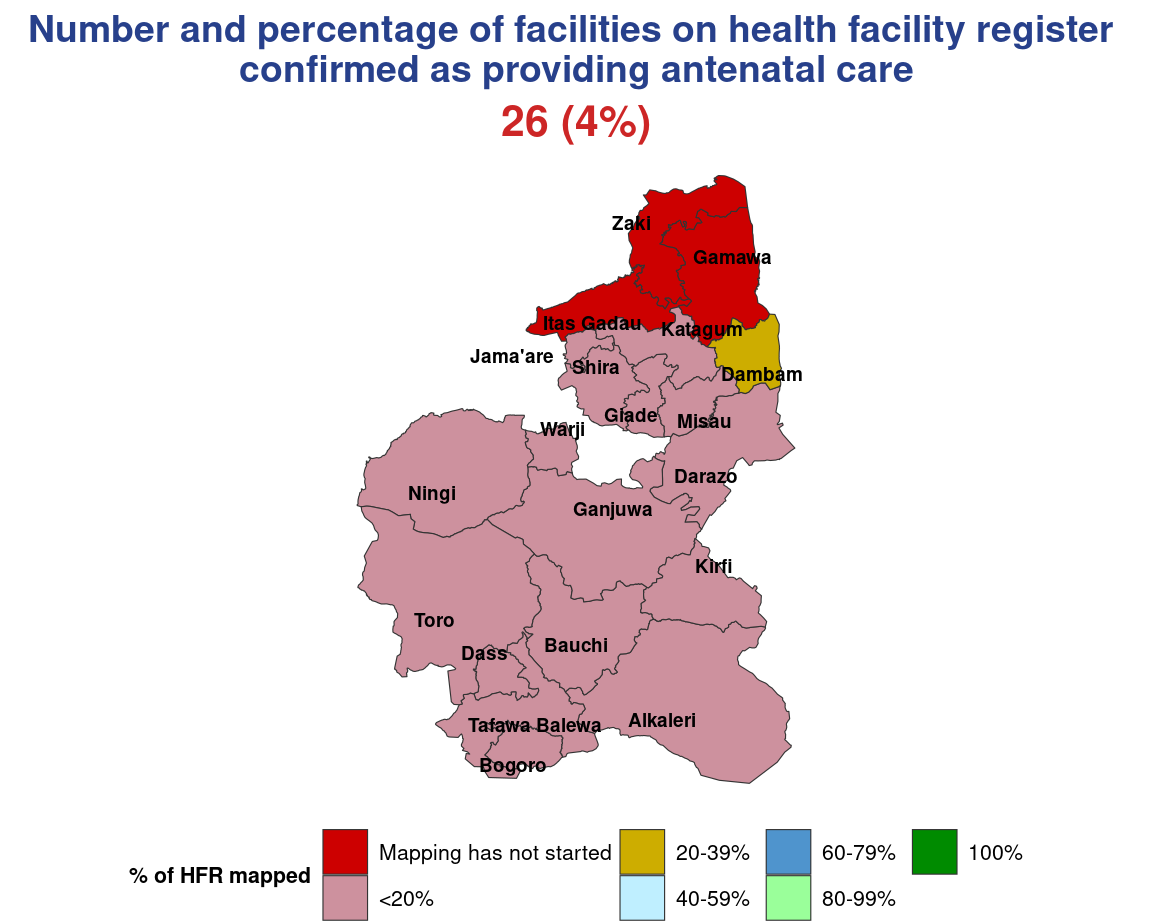 Number and percentage of facilities on health facility register
confirmed as providing antenatal care
26 (4%)
Zaki
Gamawa
Itas Gadau
Katagum
Jama'are
Shira
Dambam
Giade
Misau
Warji
Darazo
Ningi
Ganjuwa
Kirfi
Toro
Bauchi
Dass
Alkaleri
Tafawa Balewa
Bogoro
% of HFR mapped
Mapping has not started
<20%
20-39%
40-59%
60-79%
80-99%
100%